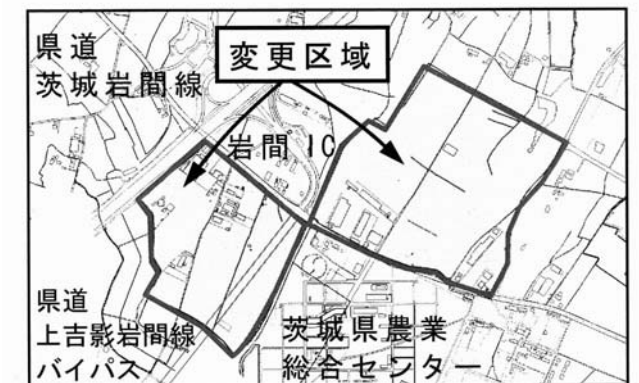 県道
茨城岩間線
変更区域
岩間IC
県道
上吉影岩間線
バイパス
茨城県農業
総合センター